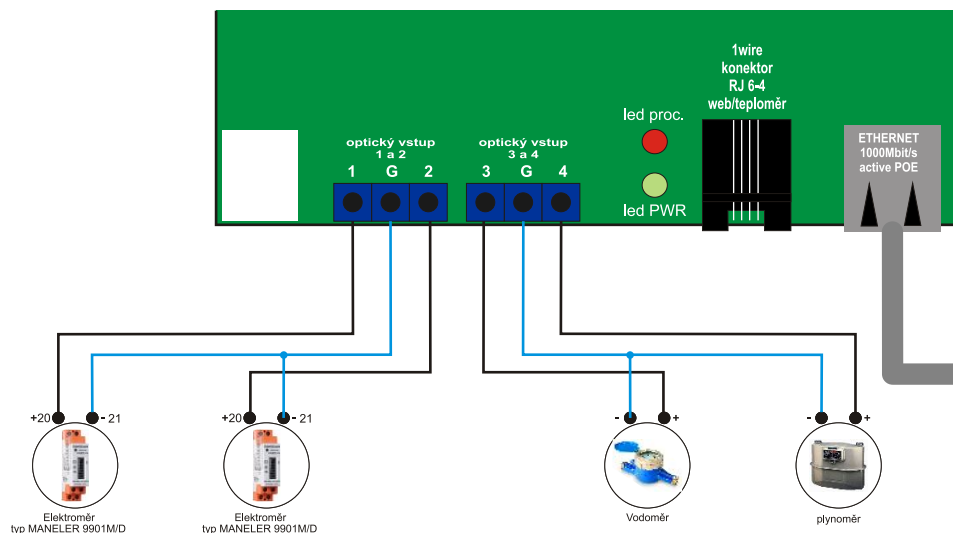 1wire
konektor
RJ 6-4
web/teploměr
led proc.
led PWR
ETHERNET
1000Mbit/s
active POE
optický vstup
1 a 2
1 G 2
optický vstup
3 a 4
3 G 4
+20 - 21
+20 - 21
- +
- +
Elektroměr
typ MANELER 9901M/D
Elektroměr
typ MANELER 9901M/D
Vodoměr
plynoměr